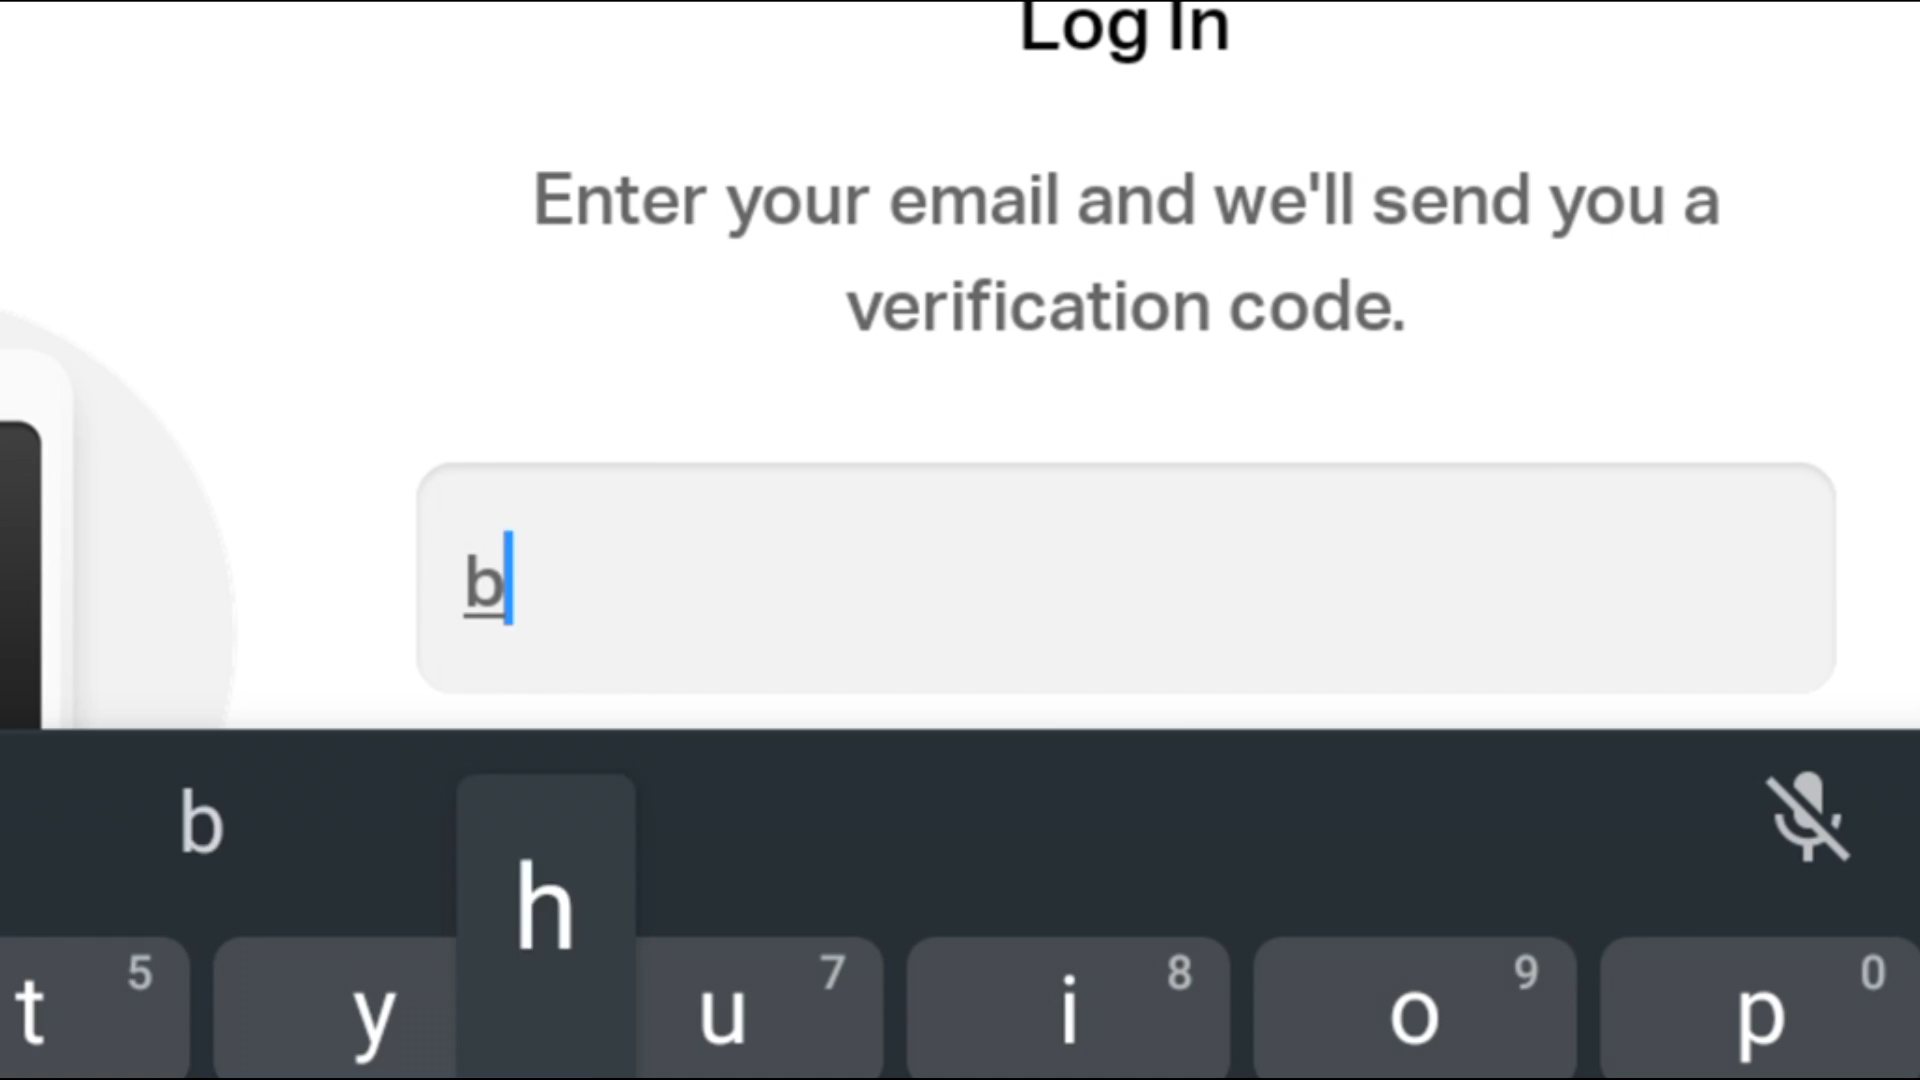 Log In
Enter your email and we'll send you a
verification code.
b
b
h
5 7 8 9 0
t y u i o p